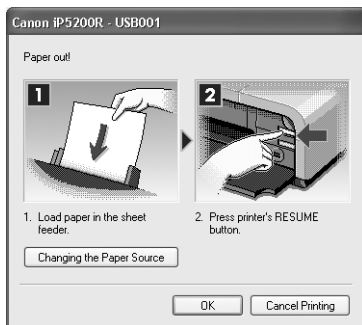 Canon iP5200R - USB001
Paper out!
1
2
1. Load paper in the sheet
feeder.
2. Press printer's RESUME
button.
Changing the Paper Source
OK
Cancel Printing